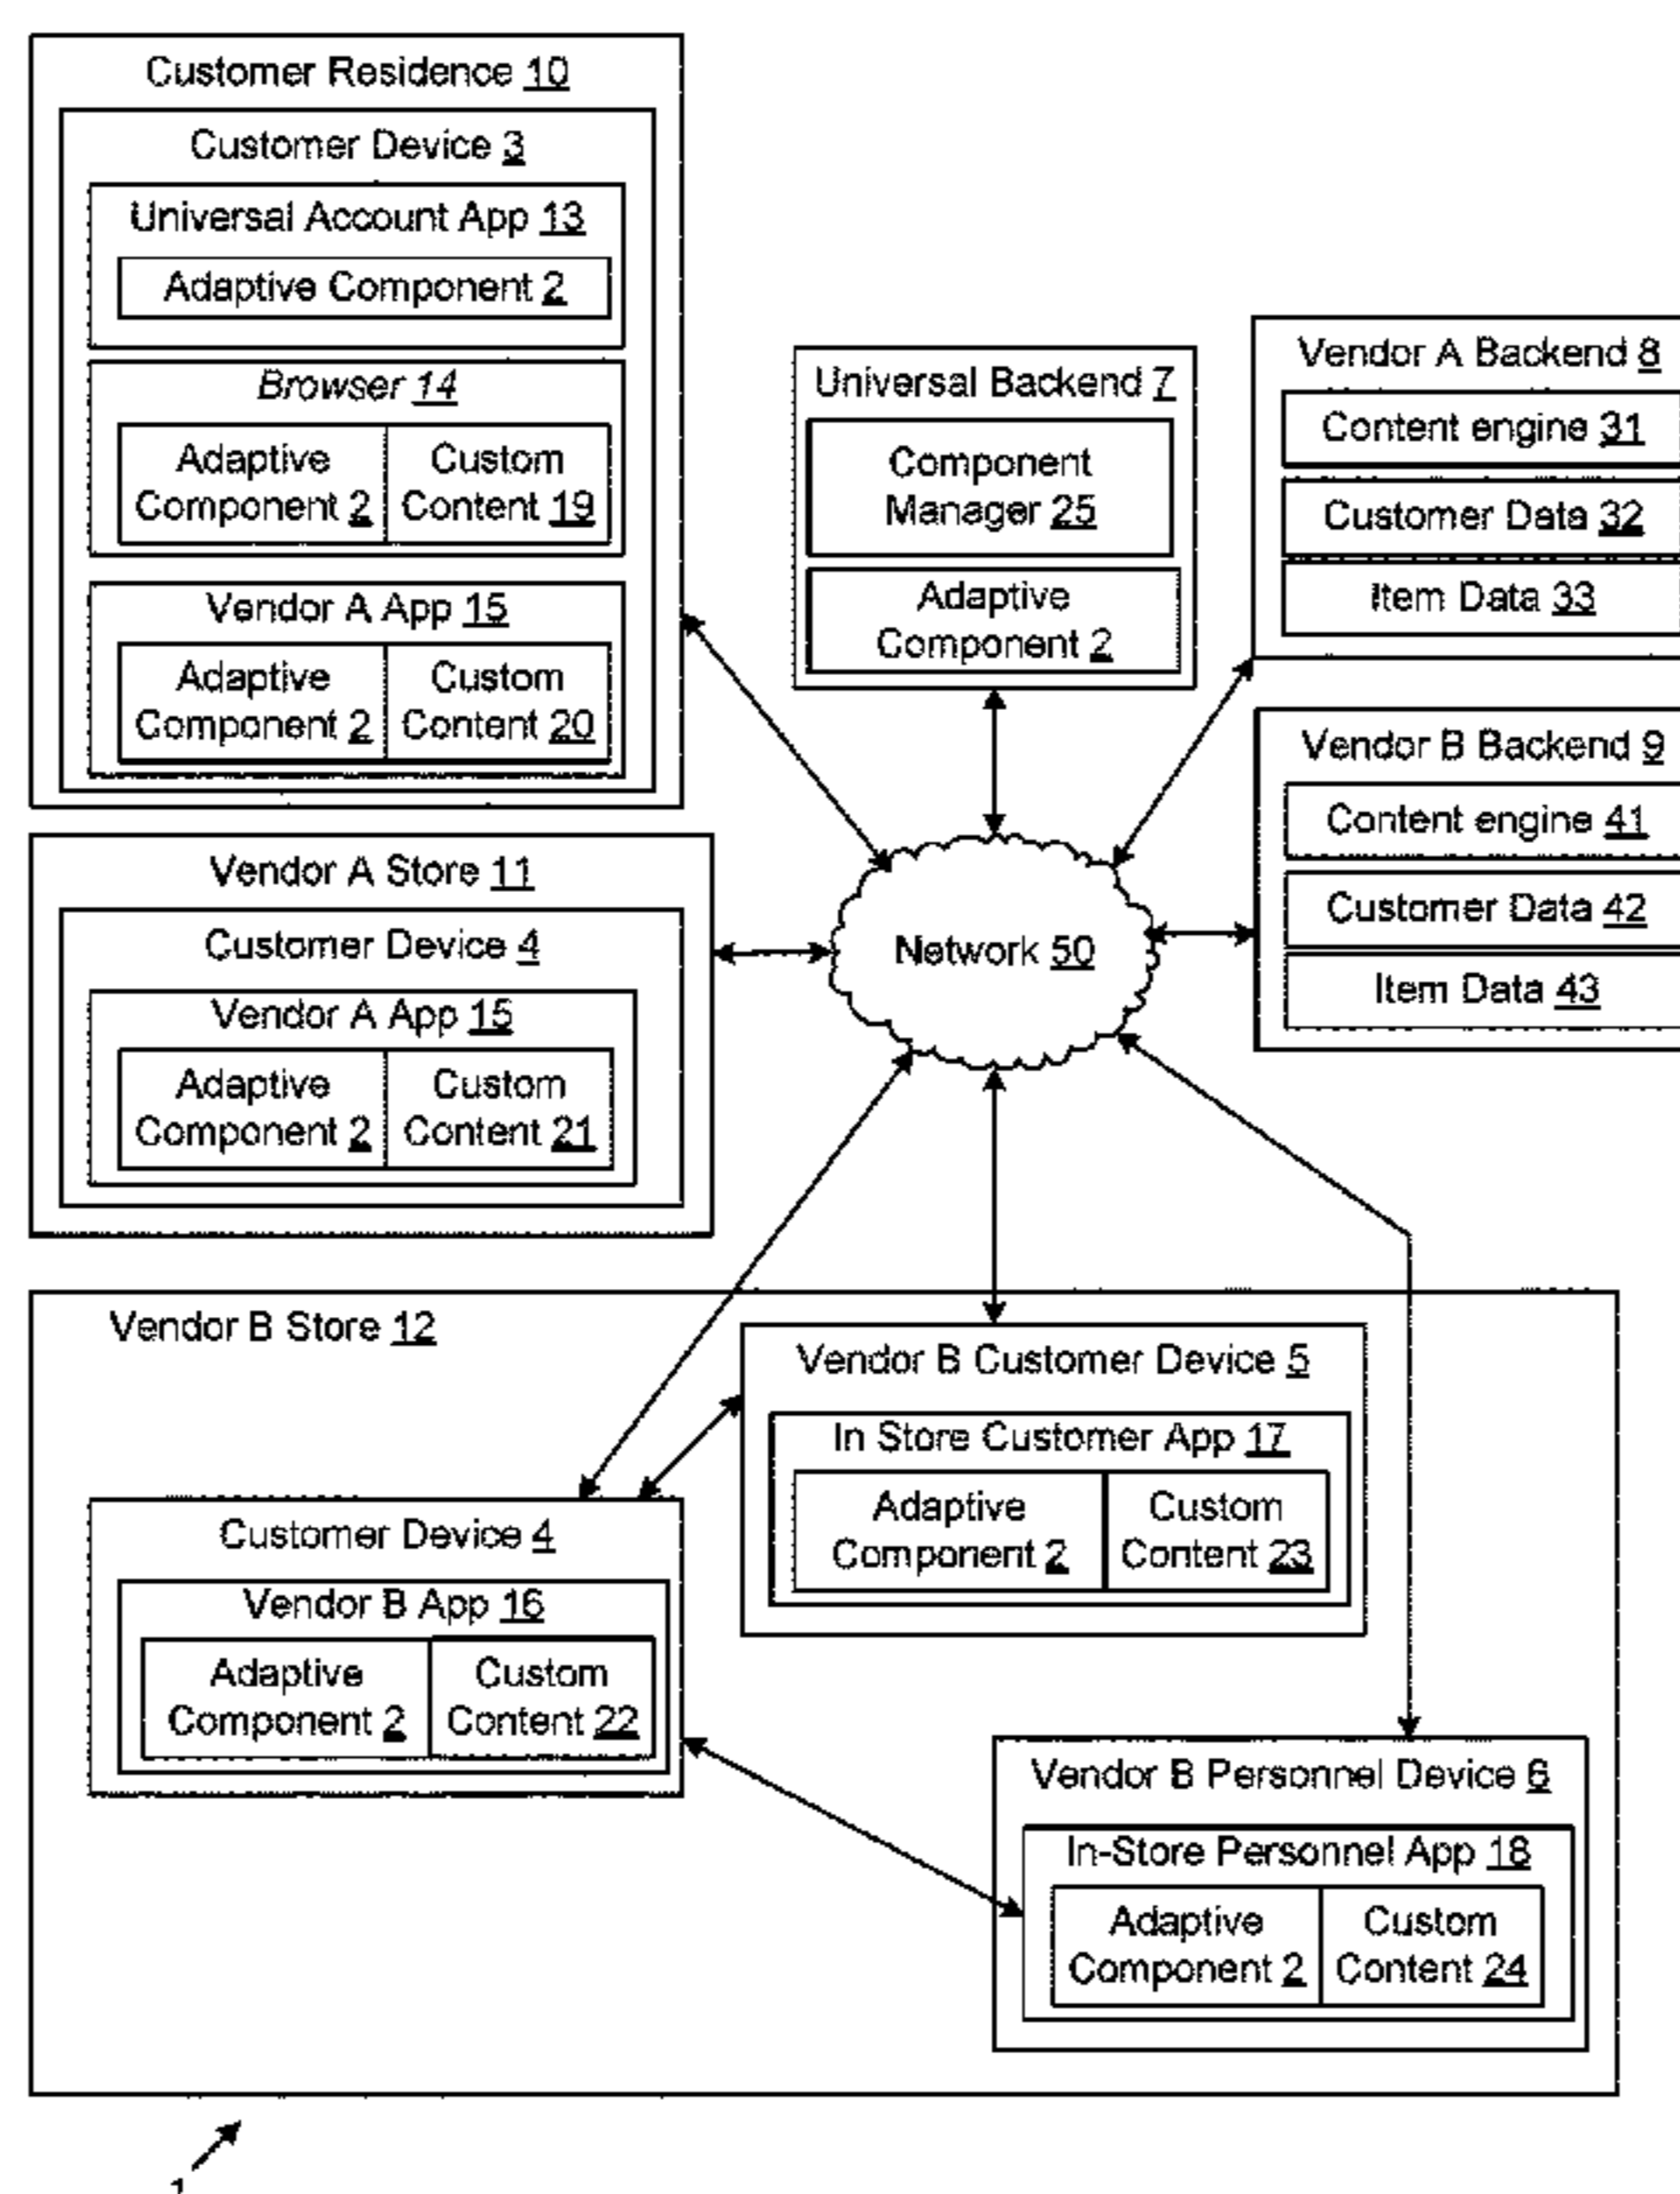 Customer Residence 10
Customer Device 3
Universal Account App 13
Adaptive Component 2
Browser 14
Adaptive
Component 2
Custom
Content 19
Vendor A App 15
Adaptive
Component 2
Custom
Content 20
Universal Backend 7
Component
Manager 25
Adaptive
Component 2
Vendor A Backend 8
Content engine 31
Customer Data 32
Item Data 33
Vendor B Backend 9
Content engine 41
Customer Data 42
Item Data 43
Vendor A Store 11
Customer Device 4
Vendor A App 15
Adaptive
Component 2
Custom
Content 21
Network 50
Vendor B Store 12
Vendor B Customer Device 5
In Store Customer App 17
Adaptive
Component 2
Custom
Content 23
Customer Device 4
Vendor B App 16
Adaptive
Component 2
Custom
Content 22
Vendor B Personnel Device 6
In-Store Personnel App 18
Adaptive
Component 2
Custom
Content 24
1